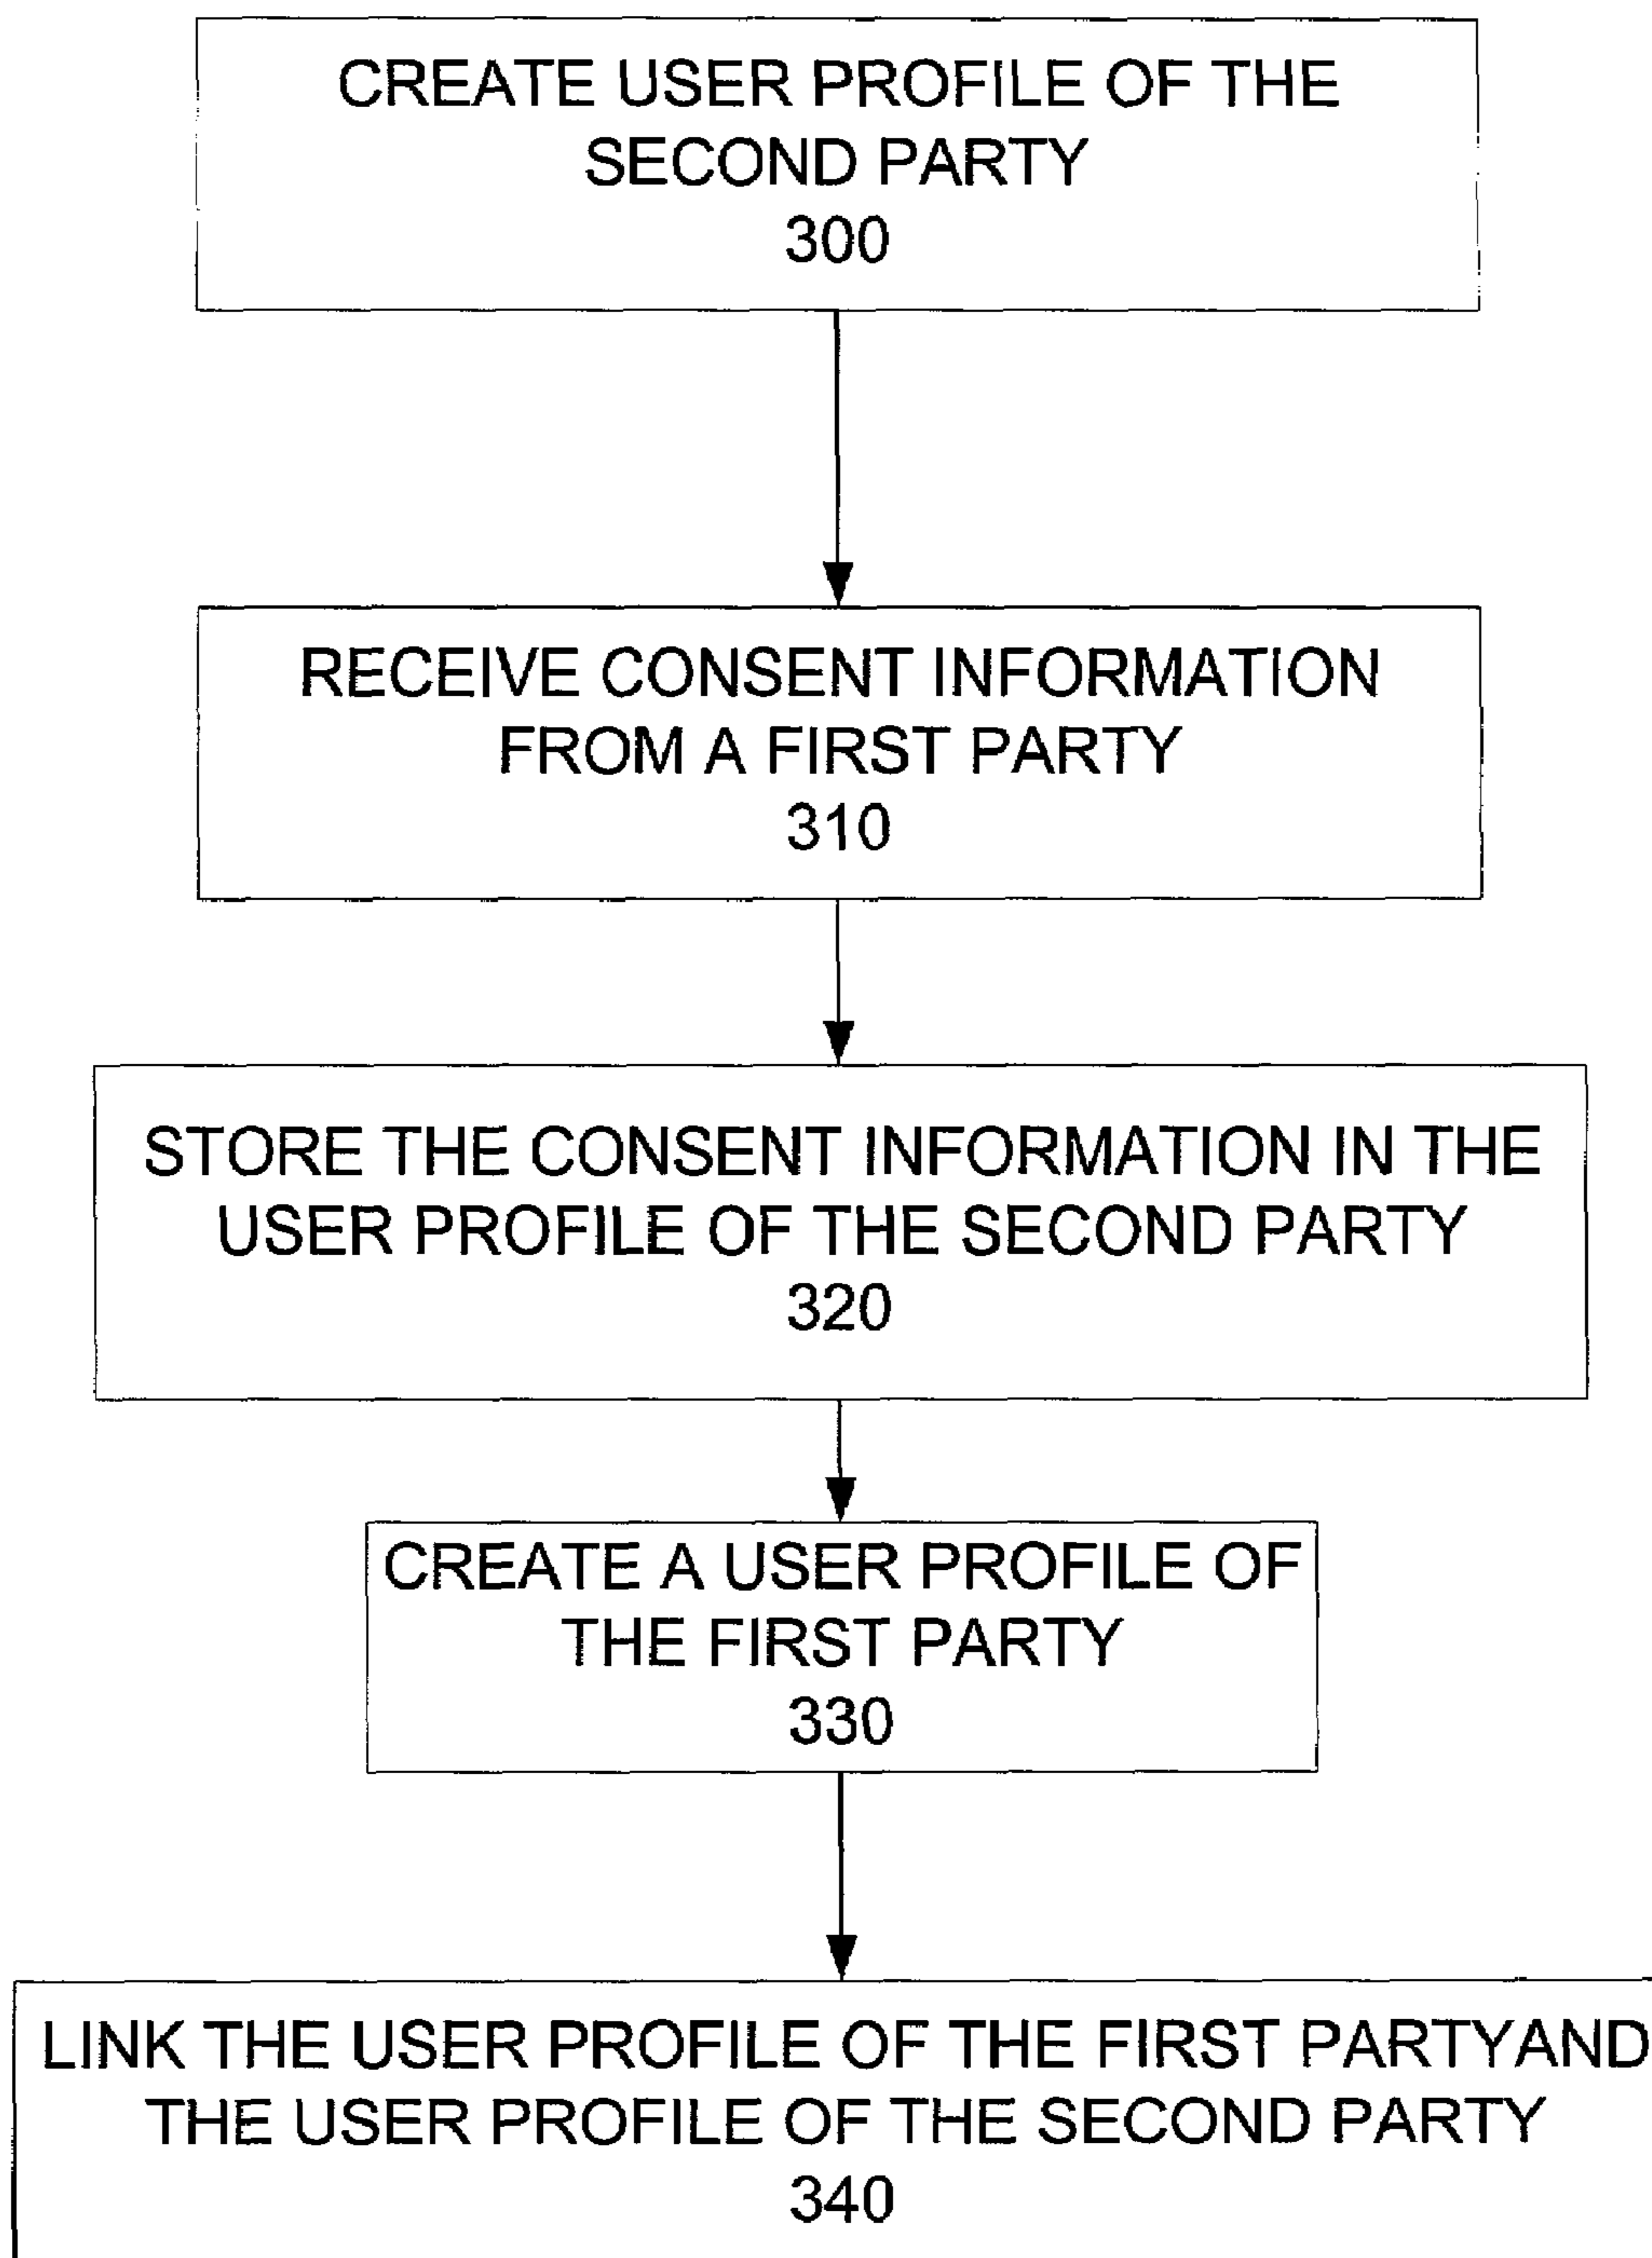 CREATE USER PROFILE OF THE
SECOND PARTY
300
RECEIVE CONSENT INFORMATION
FROM A FIRST PARTY
310
STORE THE CONSENT INFORMATION IN THE
USER PROFILE OF THE SECOND PARTY
320
CREATE A USER PROFILE OF
THE FIRST PARTY
330
LINK THE USER PROFILE OF THE FIRST PARTYAND
THE USER PROFILE OF THE SECOND PARTY
340